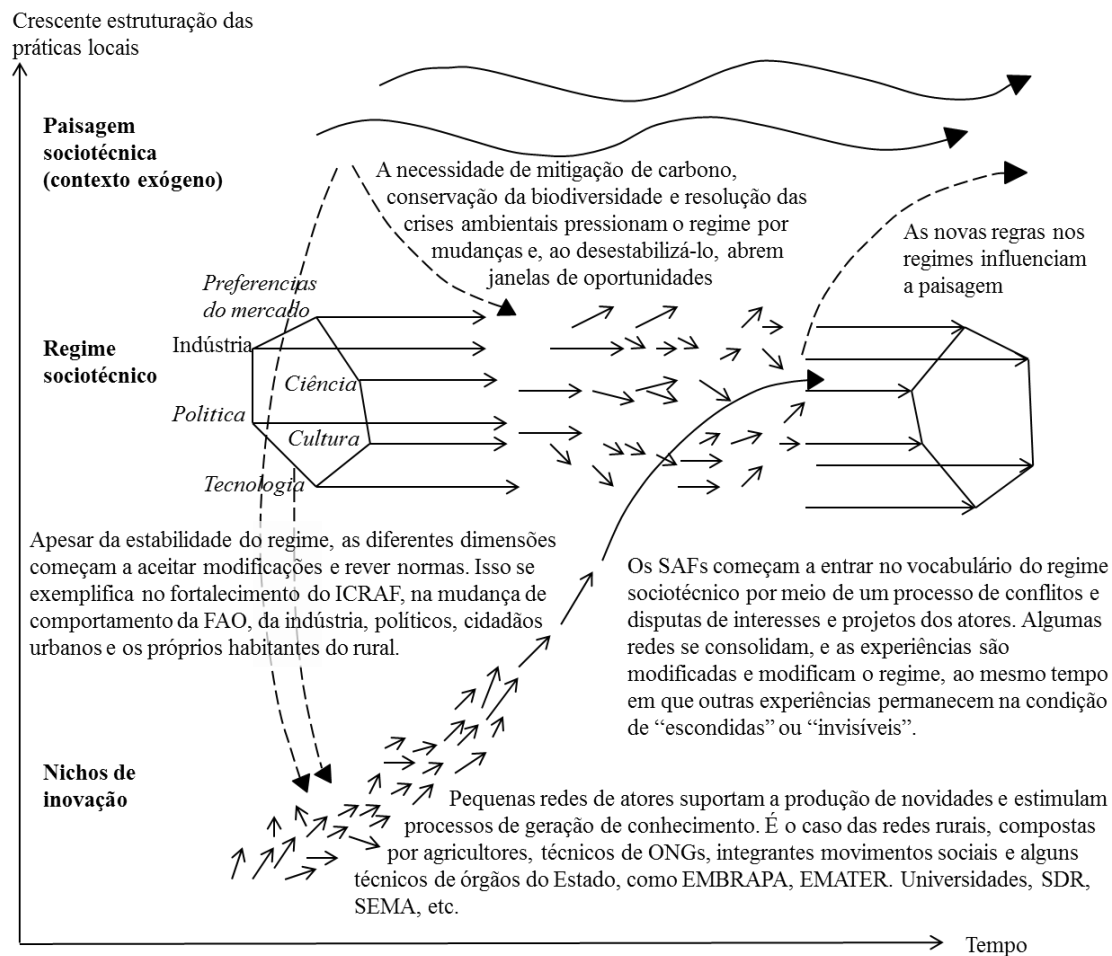 Crescente estruturação das
práticas locais
Paisagem
sociotécnica
(contexto exógeno)
A necessidade de mitigação de carbono,
conservação da biodiversidade e resolução das
crises ambientais pressionam o regime por
mudanças e, ao desestabilizá-lo, abrem
janelas de oportunidades
As novas regras nos
regimes influenciam
a paisagem
Regime
sociotécnico
Preferencias
do mercado
Indústria
Ciência
Politica
Cultura
Tecnologia
Apesar da estabilidade do regime, as diferentes dimensões
começam a aceitar modificações e rever normas. Isso se
exemplifica no fortalecimento do ICRAF, na mudança de
comportamento da FAO, da indústria, políticos, cidadãos
urbanos e os próprios habitantes do rural.
Os SAFs começam a entrar no vocabulário do regime
sociotécnico por meio de um processo de conflitos e
disputas de interesses e projetos dos atores. Algumas
redes se consolidam, e as experiências são
modificadas e modificam o regime, ao mesmo tempo
em que outras experiências permanecem na condição
de “escondidas” ou “invisíveis”.
Nichos de
inovação
Pequenas redes de atores suportam a produção de novidades e estimulam
processos de geração de conhecimento. É o caso das redes rurais, compostas
por agricultores, técnicos de ONGs, integrantes movimentos sociais e alguns
técnicos de órgãos do Estado, como EMBRAPA, EMATER. Universidades, SDR,
SEMA, etc.
Tempo